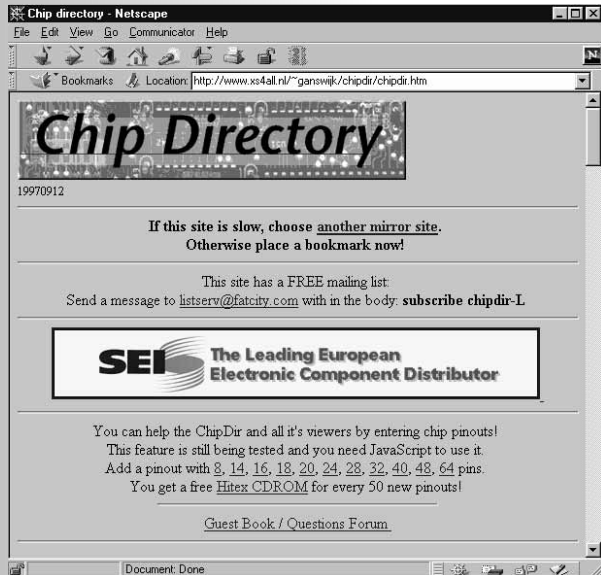 Chip directory - Netscape
File Edit View Go Communicator Help
N
Bookmarks Location: http://www.xs4all.nl/~ganswijk/chipdir/chipdir.htm
Chip Directory
19970912
If this site is slow, choose another mirror site.
Otherwise place a bookmark now!
This site has a FREE mailing list:
Send a message to listserv@fatcity.com with in the body: subscribe chipdir-L
SEI The Leading European
Electronic Component Distributor
You can help the ChipDir and all it's viewers by entering chip pinouts!
This feature is still being tested and you need JavaScript to use it.
Add a pinout with 8, 14, 16, 18, 20, 24, 28, 32, 40, 48, 64 pins.
You get a free Hitex CDROM for every 50 new pinouts!
Guest Book / Questions Forum
Document: Done